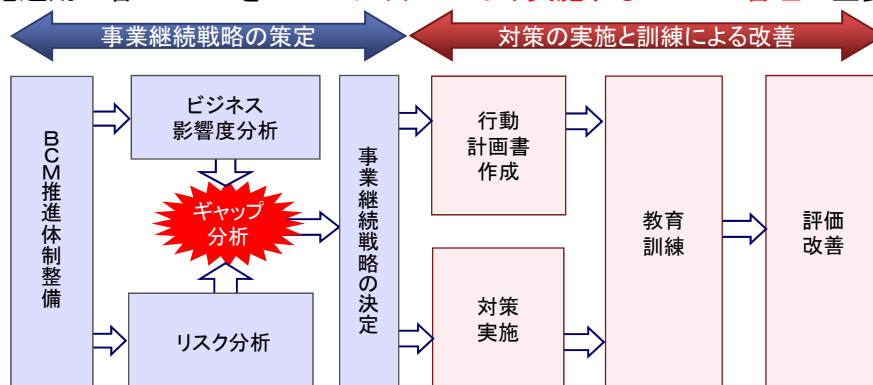 事業継続戦略の策定
対策の実施と訓練による改善
BCM推進体制整備
ビジネス
影響度分析
ギャップ
分析
リスク分析
事業継続戦略の決定
行動
計画書
作成
対策
実施
教育
訓練
評価
改善